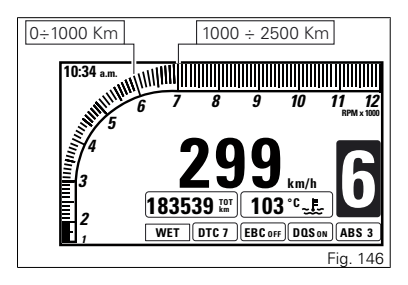 0÷1000 Km
1000 ÷ 2500 Km
10:34 a.m.
1 2 3 4 5 6 7 8 9 10 11 12
RPM x 1000
299 km/h
6
183539 TOT km
103 °C
WET DTC 7 EBC OFF DQS ON ABS 3
Fig. 146